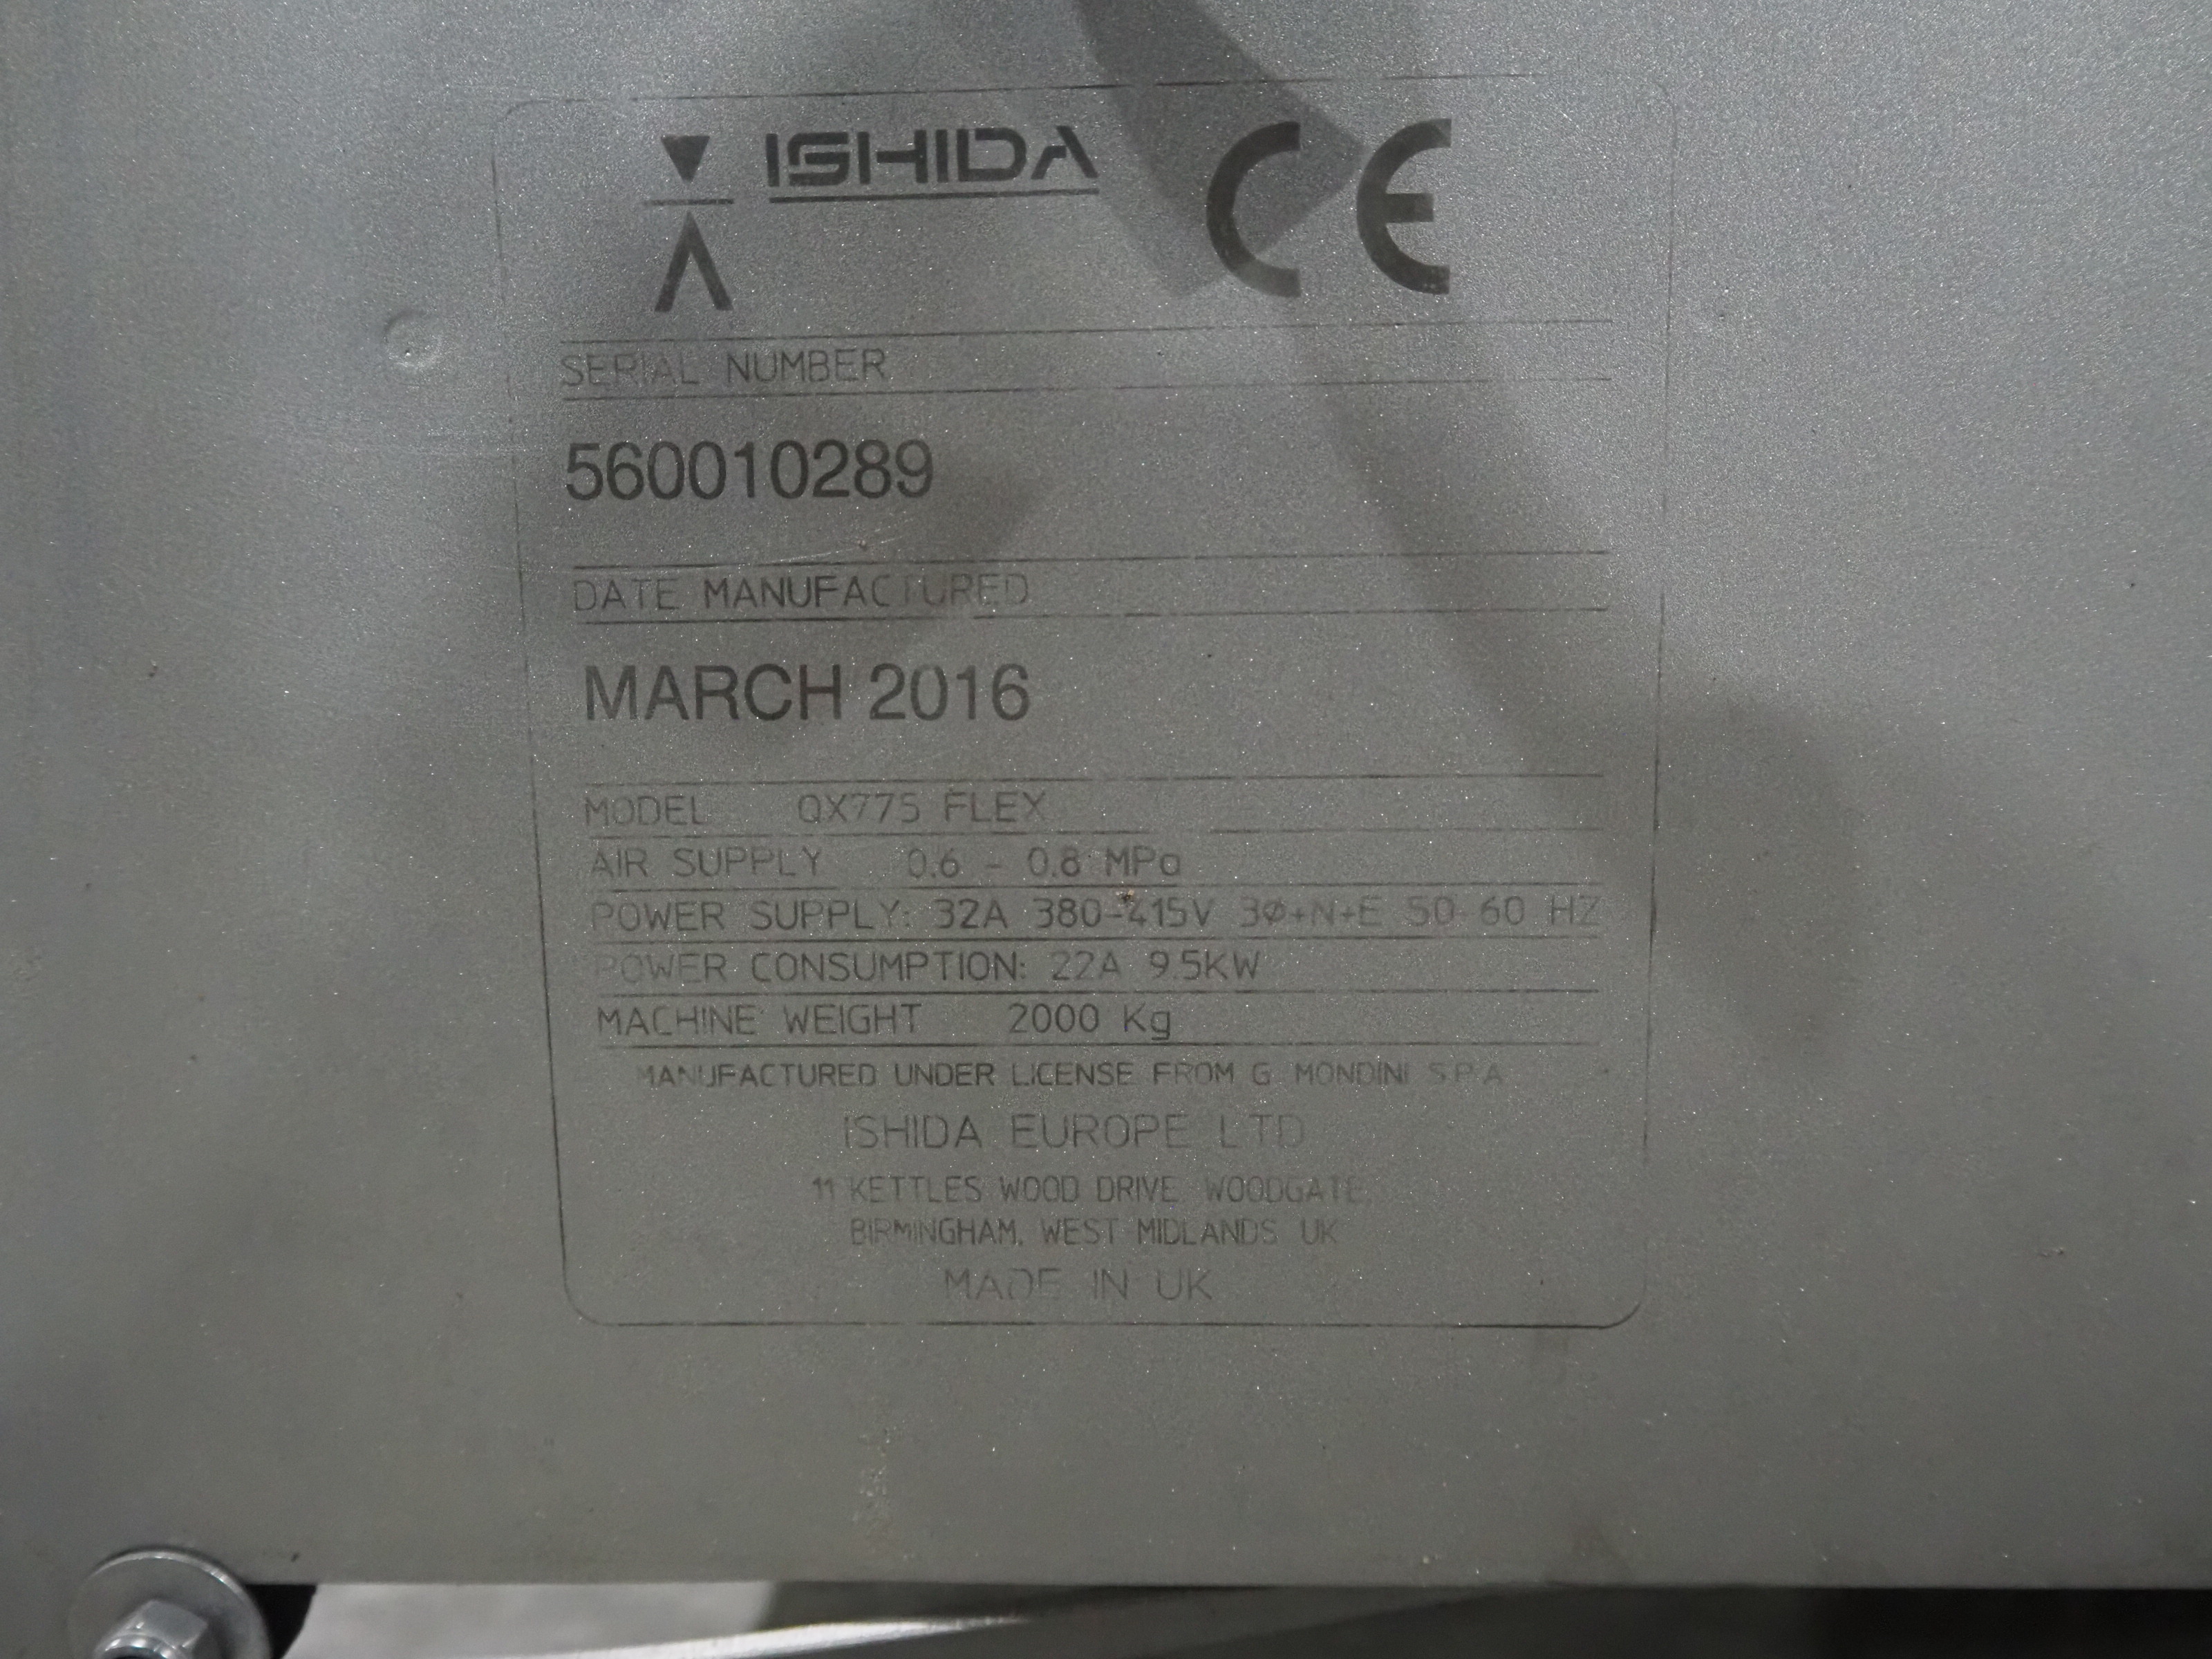 ISHIDA CE
SERIAL NUMBER
560010289
DATE MANUFACTURED
MARCH 2016
MODEL QX775 FLEX
AIR SUPPLY 0.6 - 0.8 MPa
POWER SUPPLY: 32A 380-415V 3Ø+N+E 50-60 HZ
POWER CONSUMPTION: 22A 9.5KW
MACHINE WEIGHT 2000 Kg
MANUFACTURED UNDER LICENSE FROM G. MONDINI S.P.A.
ISHIDA EUROPE LTD
11 KETTLES WOOD DRIVE, WOODGATE,
BIRMINGHAM, WEST MIDLANDS UK
MADE IN UK